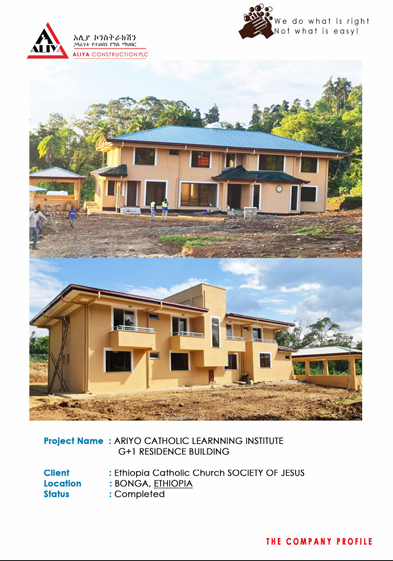 We do what is right
Not what is easy!
አሊያ ኮንስትራክሽን
ኃላፊነቱ የተወሰነ የግል ማህበር
ALIYA
ALIYA CONSTRUCTION PLC
Project Name : ARIYO CATHOLIC LEARNNING INSTITUTE
G+1 RESIDENCE BUILDING
Client : Ethiopia Catholic Church SOCIETY OF JESUS
Location : BONGA, ETHIOPIA
Status : Completed
THE COMPANY PROFILE